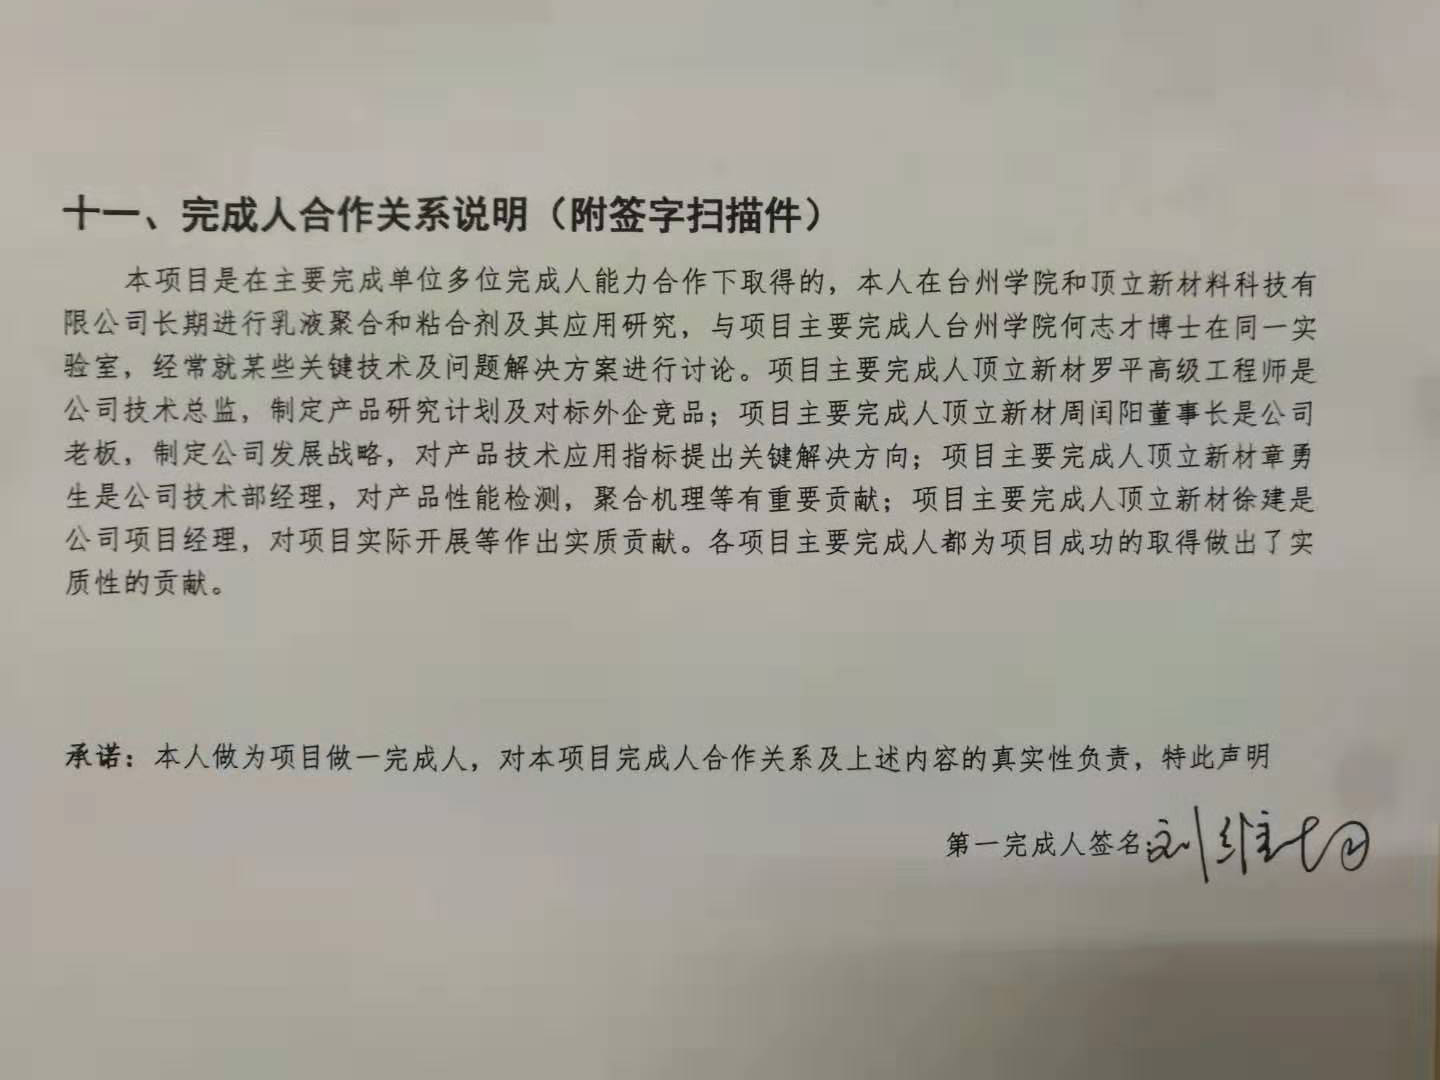 十一、完成人合作关系说明（附签字扫描件）
本项目是在主要完成单位多位完成人能力合作下取得的，本人在台州学院和顶立新材料科技有
限公司长期进行乳液聚合和粘合剂及其应用研究，与项目主要完成人台州学院何志才博士在同一实
验室，经常就某些关键技术及问题解决方案进行讨论。项目主要完成人顶立新材罗平高级工程师是
公司技术总监，制定产品研究计划及对标外企竞品；项目主要完成人顶立新材周闰阳董事长是公司
老板，制定公司发展战略，对产品技术应用指标提出关键解决方向；项目主要完成人顶立新材章勇
生是公司技术部经理，对产品性能检测，聚合机理等有重要贡献；项目主要完成人顶立新材徐建是
公司项目经理，对项目实际开展等作出实质贡献。各项目主要完成人都为项目成功的取得做出了实
质性的贡献。
承诺：本人做为项目做一完成人，对本项目完成人合作关系及上述内容的真实性负责，特此声明
第一完成人签名：刘维